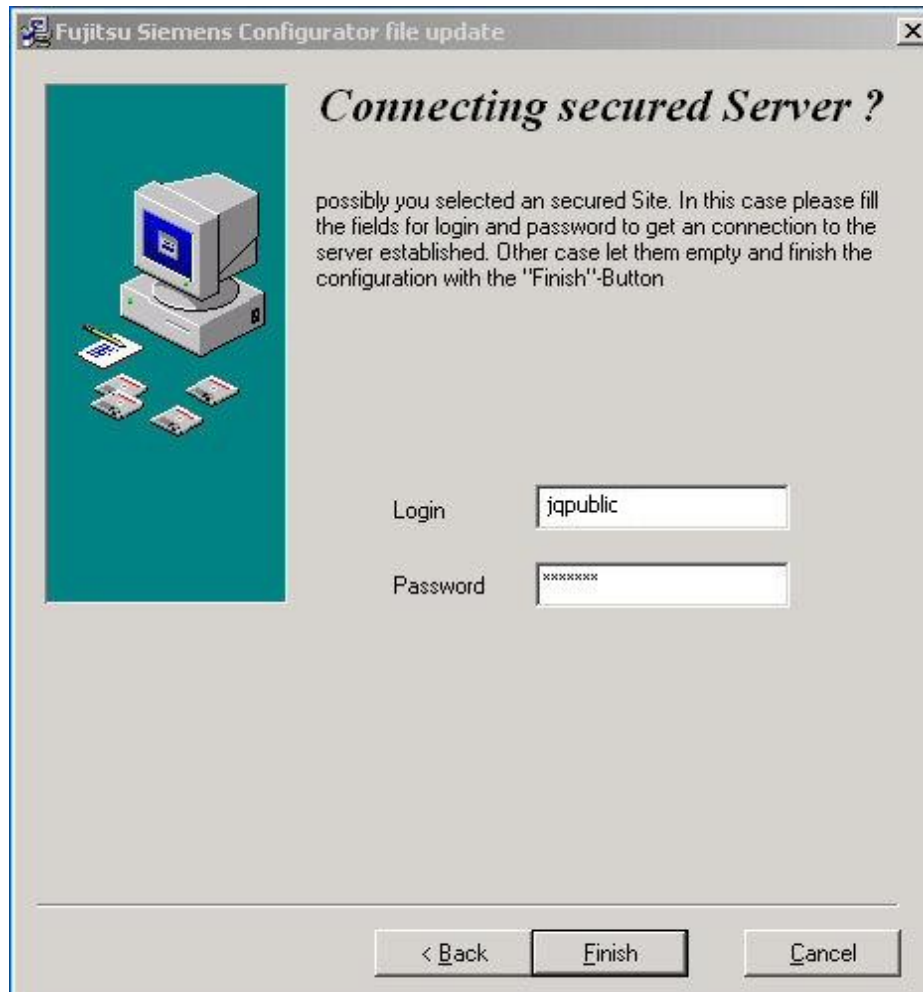 Fujitsu Siemens Configurator file update
Connecting secured Server ?
possibly you selected an secured Site. In this case please fill
the fields for login and password to get an connection to the
server established. Other case let them empty and finish the
configuration with the "Finish"-Button
Login
jqpublic
Password
*******
< Back
Finish
Cancel